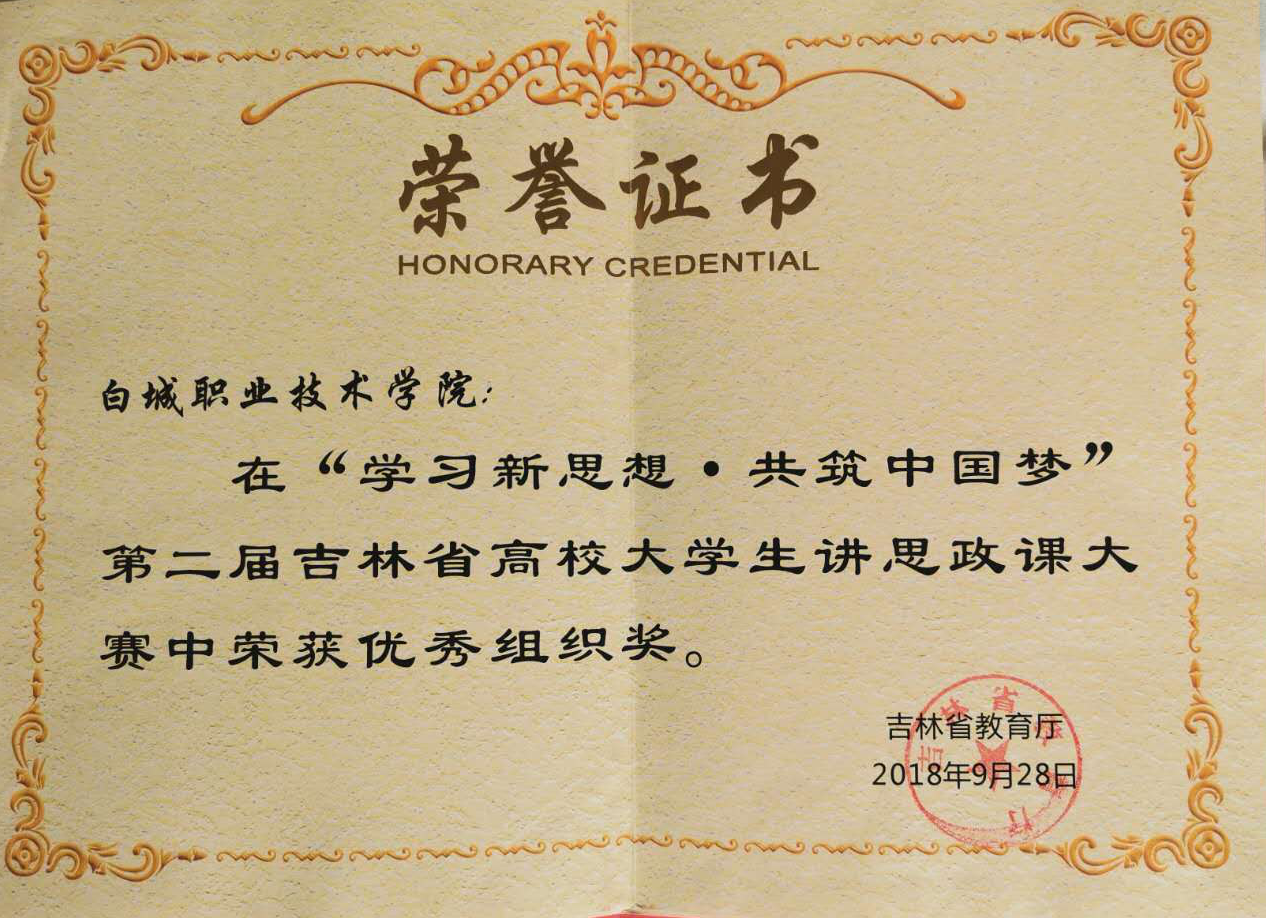 荣誉证书
HONORARY CREDENTIAL
白城职业技术学院:
在“学习新思想·共筑中国梦”
第二届吉林省高校大学生讲思政课大
赛中荣获优秀组织奖。
吉林省教育厅
2018年9月28日